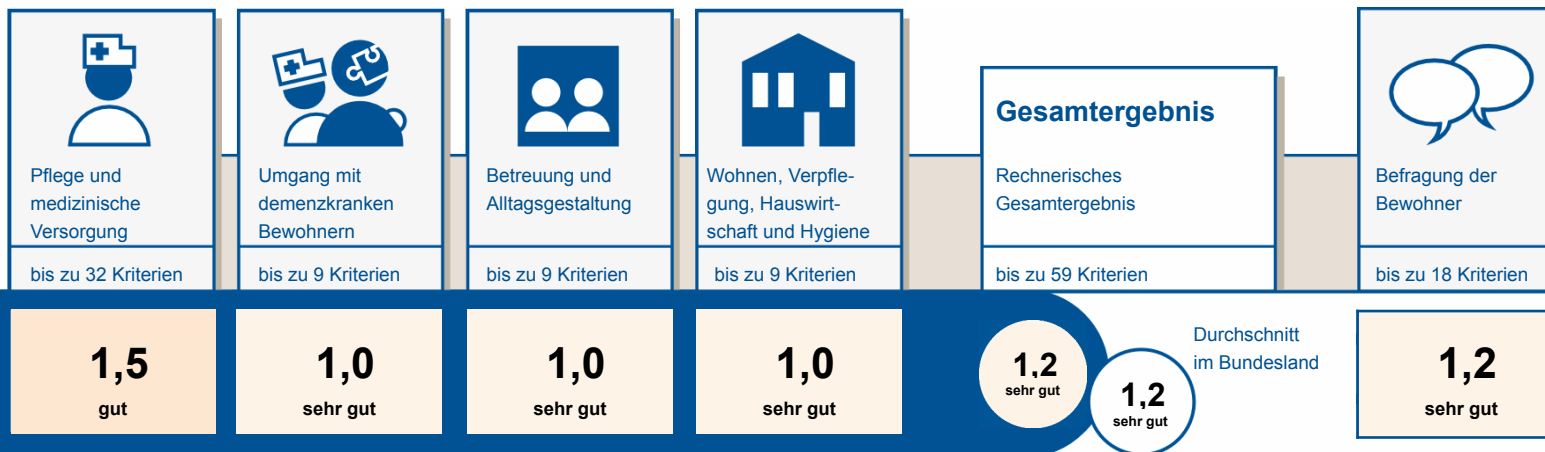 Pflege und
medizinische
Versorgung
bis zu 32 Kriterien
1,5
gut
Umgang mit
demenzkranken
Bewohnern
bis zu 9 Kriterien
1,0
sehr gut
Betreuung und
Alltagsgestaltung
bis zu 9 Kriterien
1,0
sehr gut
Wohnen, Verpfle-
gung, Hauswirt-
schaft und Hygiene
bis zu 9 Kriterien
1,0
sehr gut
Gesamtergebnis
Rechnerisches
Gesamtergebnis
bis zu 59 Kriterien
1,2
sehr gut
1,2
sehr gut
Durchschnitt
im Bundesland
Befragung der
Bewohner
bis zu 18 Kriterien
1,2
sehr gut